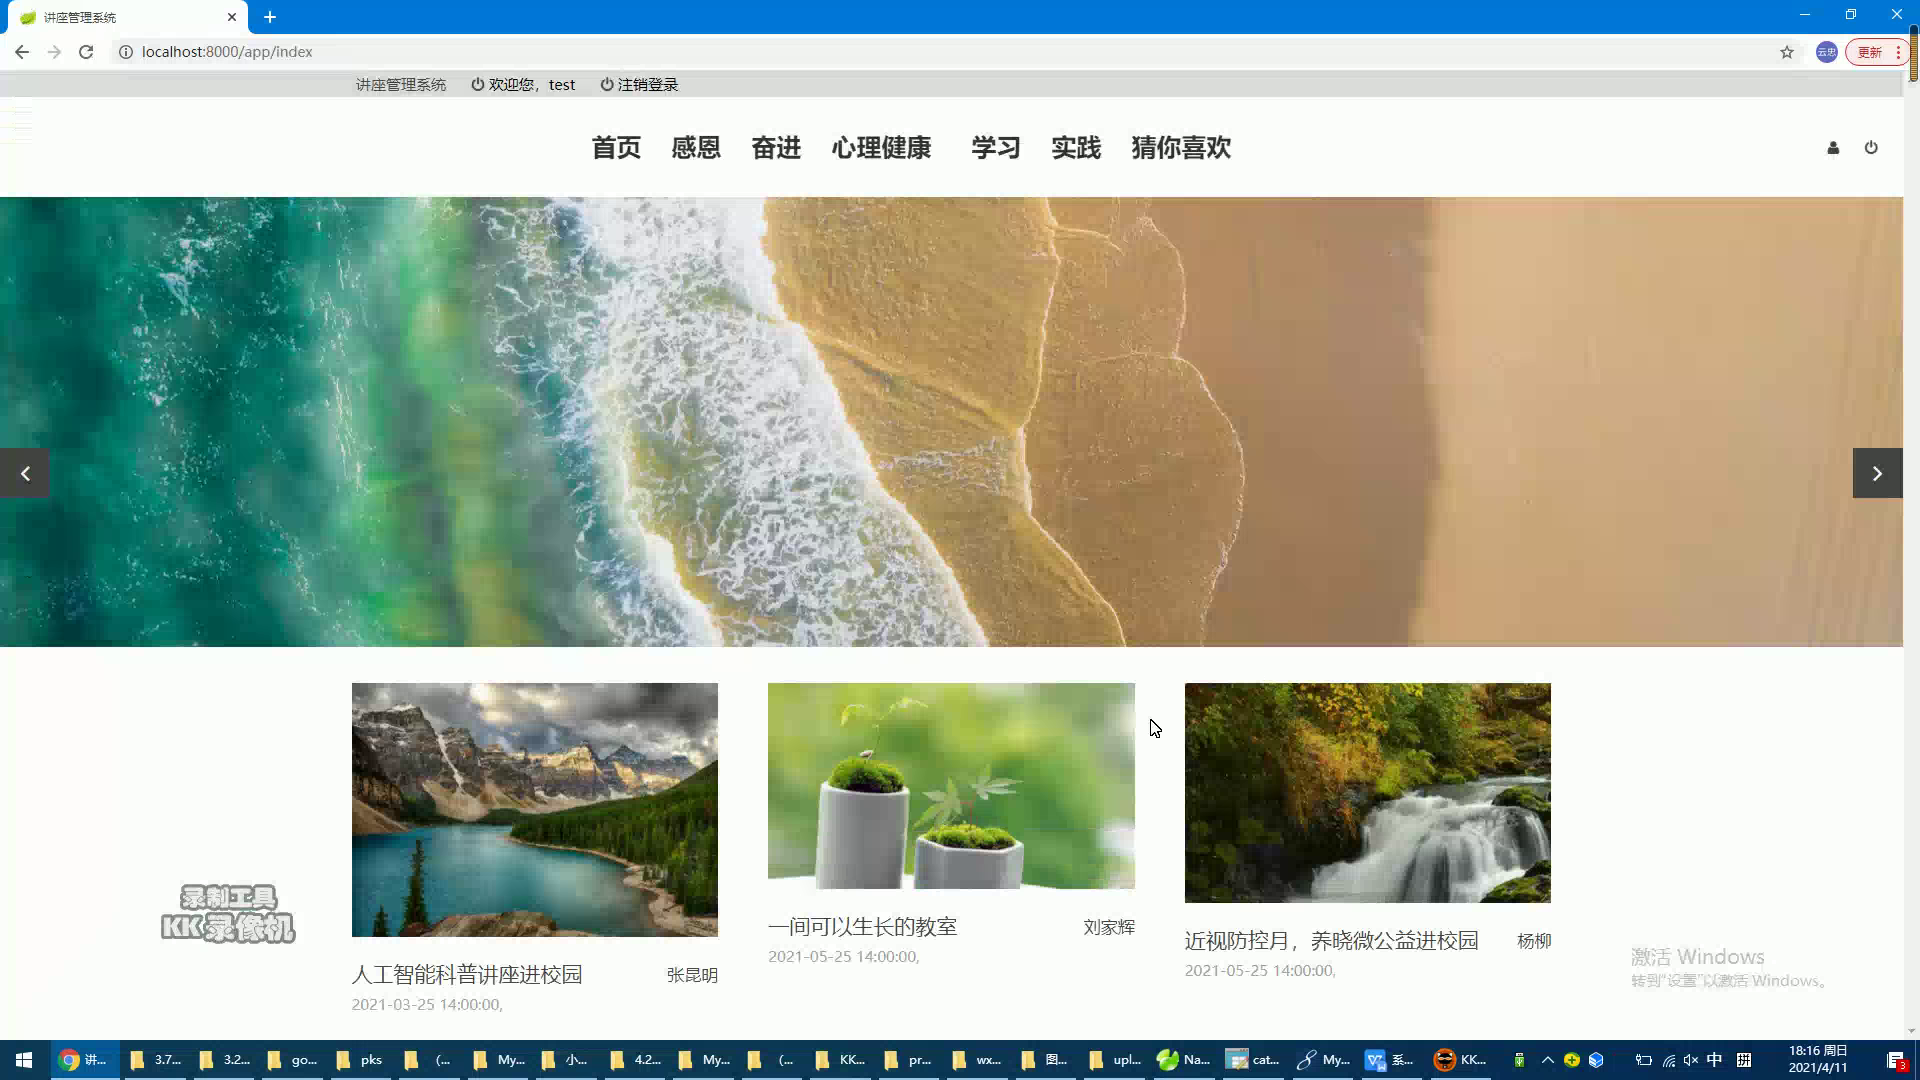 讲座管理系统
localhost:8000/app/index
云忠
更新
讲座管理系统 欢迎您，test 注销登录
首页 感恩 奋进 心理健康 学习 实践 猜你喜欢
人工智能科普讲座进校园 张昆明
2021-03-25 14:00:00,
一间可以生长的教室 刘家辉
2021-05-25 14:00:00,
近视防控月，养晓微公益进校园 杨柳
2021-05-25 14:00:00,
录制工具
KK录像机
激活 Windows
转到"设置"以激活 Windows。
讲... 3.7... 3.2... go... pks (... My... 小... 4.2... My... (... KK... pr... wx... 图... upl... Na... cat... My... 系... KK... 中 拼
18:16 周日
2021/4/11
3